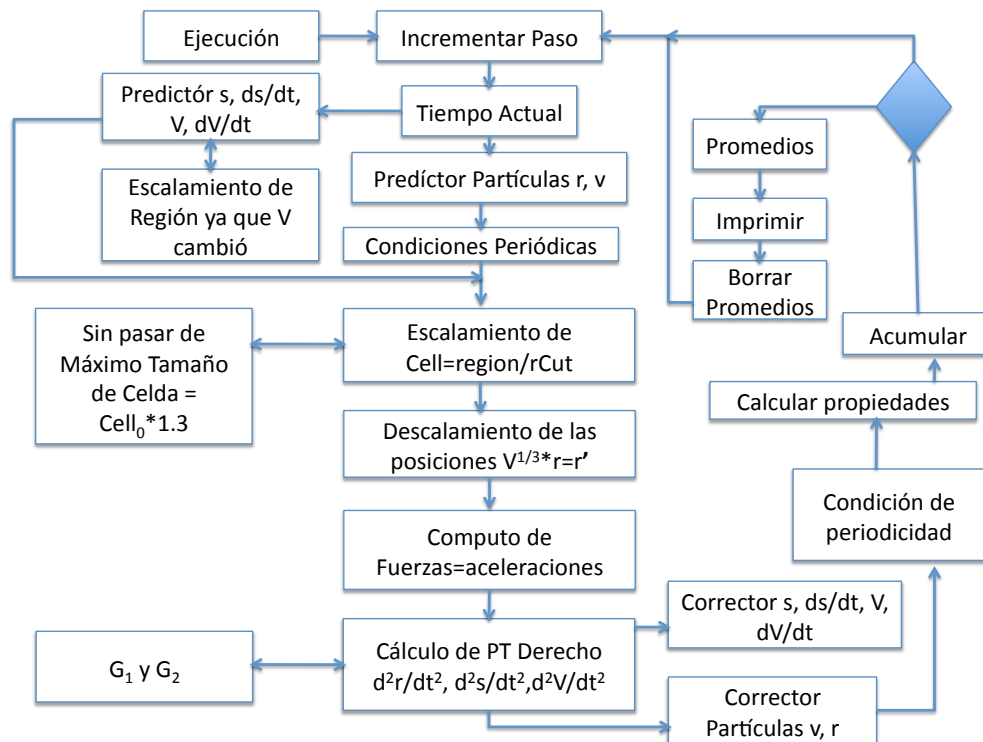 Ejecución
Incrementar Paso
Predictór s, ds/dt,
V, dV/dt
Tiempo Actual
Promedios
Escalamiento de
Región ya que V
cambió
Predíctor Partículas r, v
Imprimir
Condiciones Periódicas
Borrar
Promedios
Sin pasar de
Máximo Tamaño
de Celda =
Cell₀*1.3
Escalamiento de
Cell=region/rCut
Acumular
Calcular propiedades
Descalamiento de las
posiciones V¹/³*r=r’
Condición de
periodicidad
Computo de
Fuerzas=aceleraciones
Corrector s, ds/dt, V,
dV/dt
G₁ y G₂
Cálculo de PT Derecho
d²r/dt², d²s/dt²,d²V/dt²
Corrector
Partículas v, r